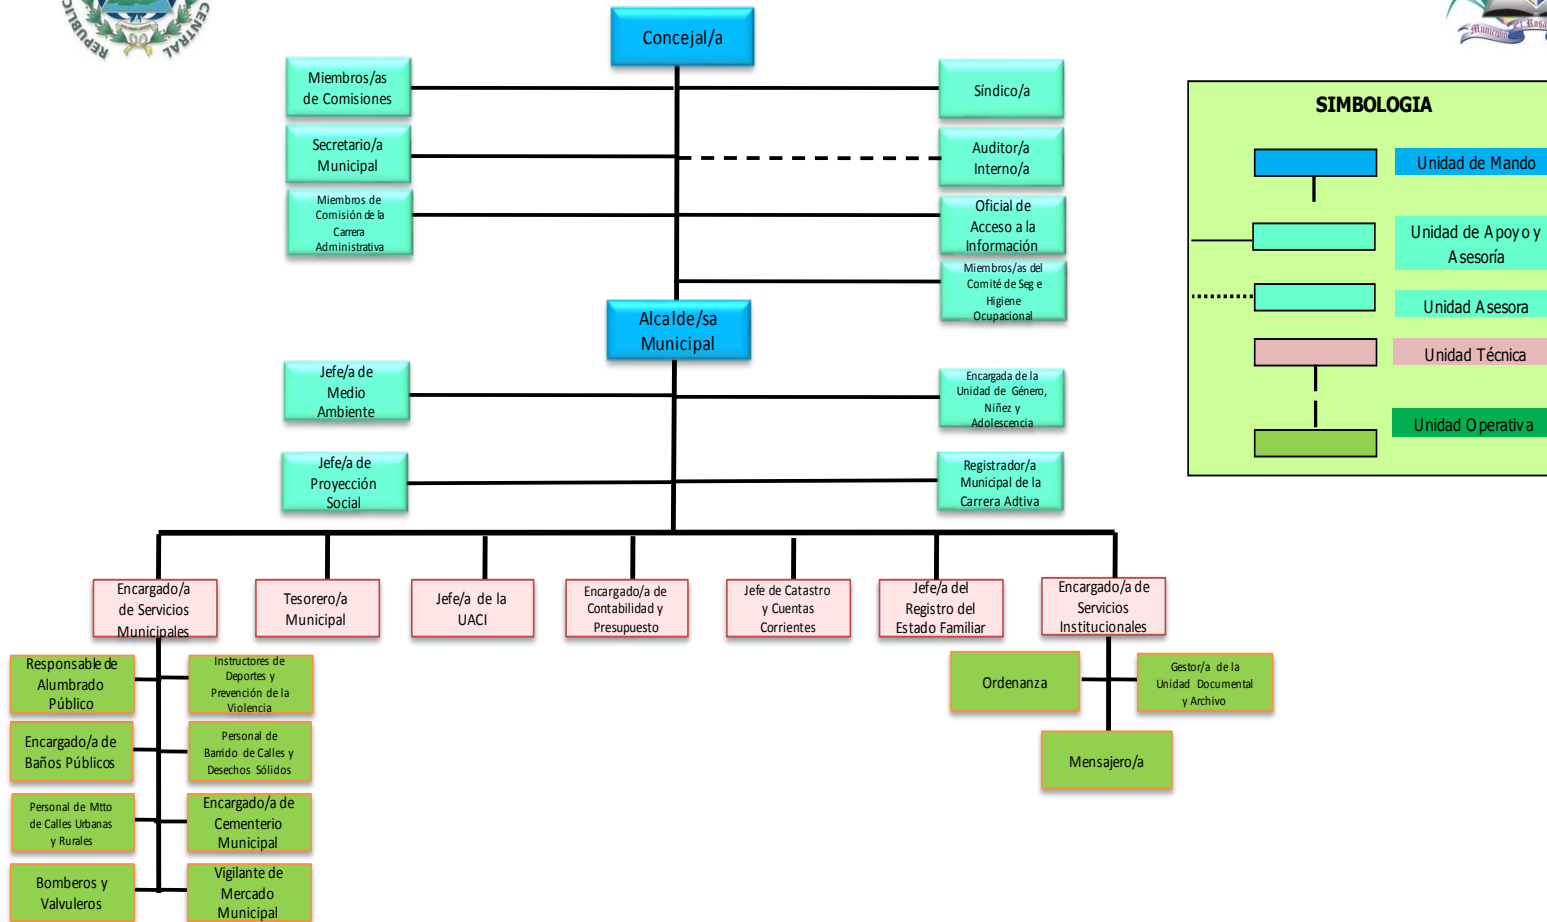 REPUBLIC
CENTRAL
Concejal/a
Municipio
El Rosa
Miembros/as
de Comisiones
Síndico/a
SIMBOLOGIA
Secretario/a
Municipal
Auditor/a
Interno/a
Unidad de Mando
Miembros de
Comisión de la
Carrera
Administrativa
Oficial de
Acceso a la
Información
Unidad de Apoyo y
Asesoría
Miembros/as del
Comité de Seg e
Higiene
Ocupacional
Unidad Asesora
Alcalde/sa
Municipal
Unidad Técnica
Jefe/a de
Medio
Ambiente
Encargada de la
Unidad de Género,
Niñez y
Adolescencia
Unidad Operativa
Jefe/a de
Proyección
Social
Registrador/a
Municipal de la
Carrera Adtiva
Encargado/a
de Servicios
Municipales
Tesorero/a
Municipal
Jefe/a de la
UACI
Encargado/a de
Contabilidad y
Presupuesto
Jefe de Catastro
y Cuentas
Corrientes
Jefe/a del
Registro del
Estado Familiar
Encargado/a de
Servicios
Institucionales
Responsable de
Alumbrado
Público
Instructores de
Deportes y
Prevención de la
Violencia
Ordenanza
Gestor/a de la
Unidad Documental
y Archivo
Encargado/a de
Baños Públicos
Personal de
Barrido de Calles y
Desechos Sólidos
Mensajero/a
Personal de Mtto
de Calles Urbanas
y Rurales
Encargado/a de
Cementerio
Municipal
Bomberos y
Valvuleros
Vigilante de
Mercado
Municipal